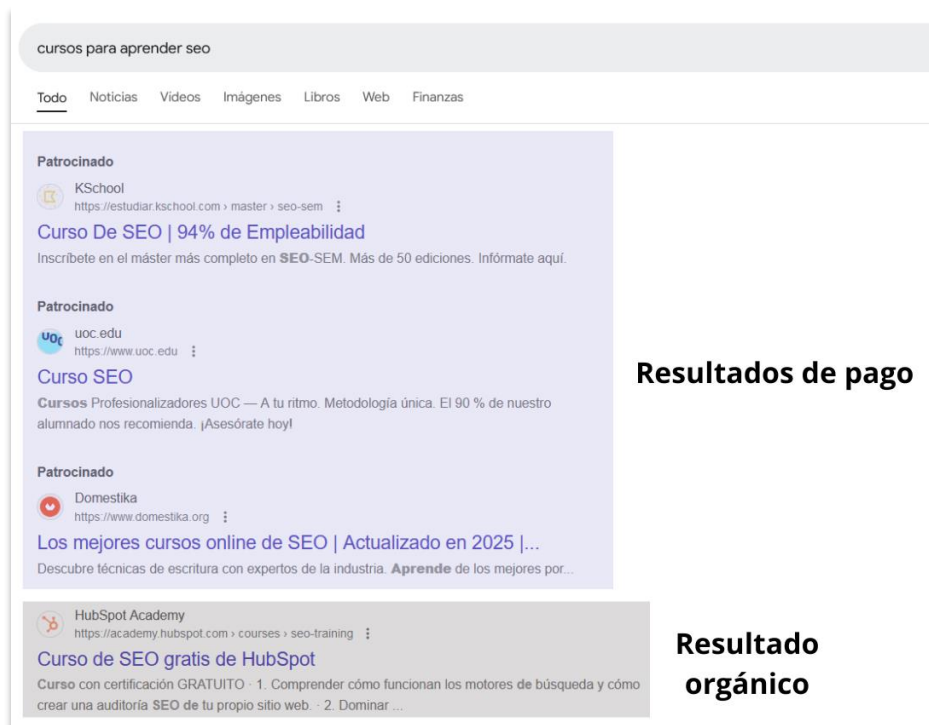 cursos para aprender seo
Todo Noticias Vídeos Imágenes Libros Web Finanzas
Patrocinado
KSchool
https://estudiar.kschool.com › master › seo-sem
Curso De SEO | 94% de Empleabilidad
Inscríbete en el máster más completo en SEO-SEM. Más de 50 ediciones. Infórmate aquí.
Patrocinado
UOC
uoc.edu
https://www.uoc.edu
Curso SEO
Cursos Profesionalizadores UOC — A tu ritmo. Metodología única. El 90 % de nuestro
alumnado nos recomienda. ¡Asesórate hoy!
Resultados de pago
Patrocinado
Domestika
https://www.domestika.org
Los mejores cursos online de SEO | Actualizado en 2025 |...
Descubre técnicas de escritura con expertos de la industria. Aprende de los mejores por...
HubSpot Academy
https://academy.hubspot.com › courses › seo-training
Curso de SEO gratis de HubSpot
Curso con certificación GRATUITO · 1. Comprender cómo funcionan los motores de búsqueda y cómo
crear una auditoría SEO de tu propio sitio web. · 2. Dominar ...
Resultado
orgánico